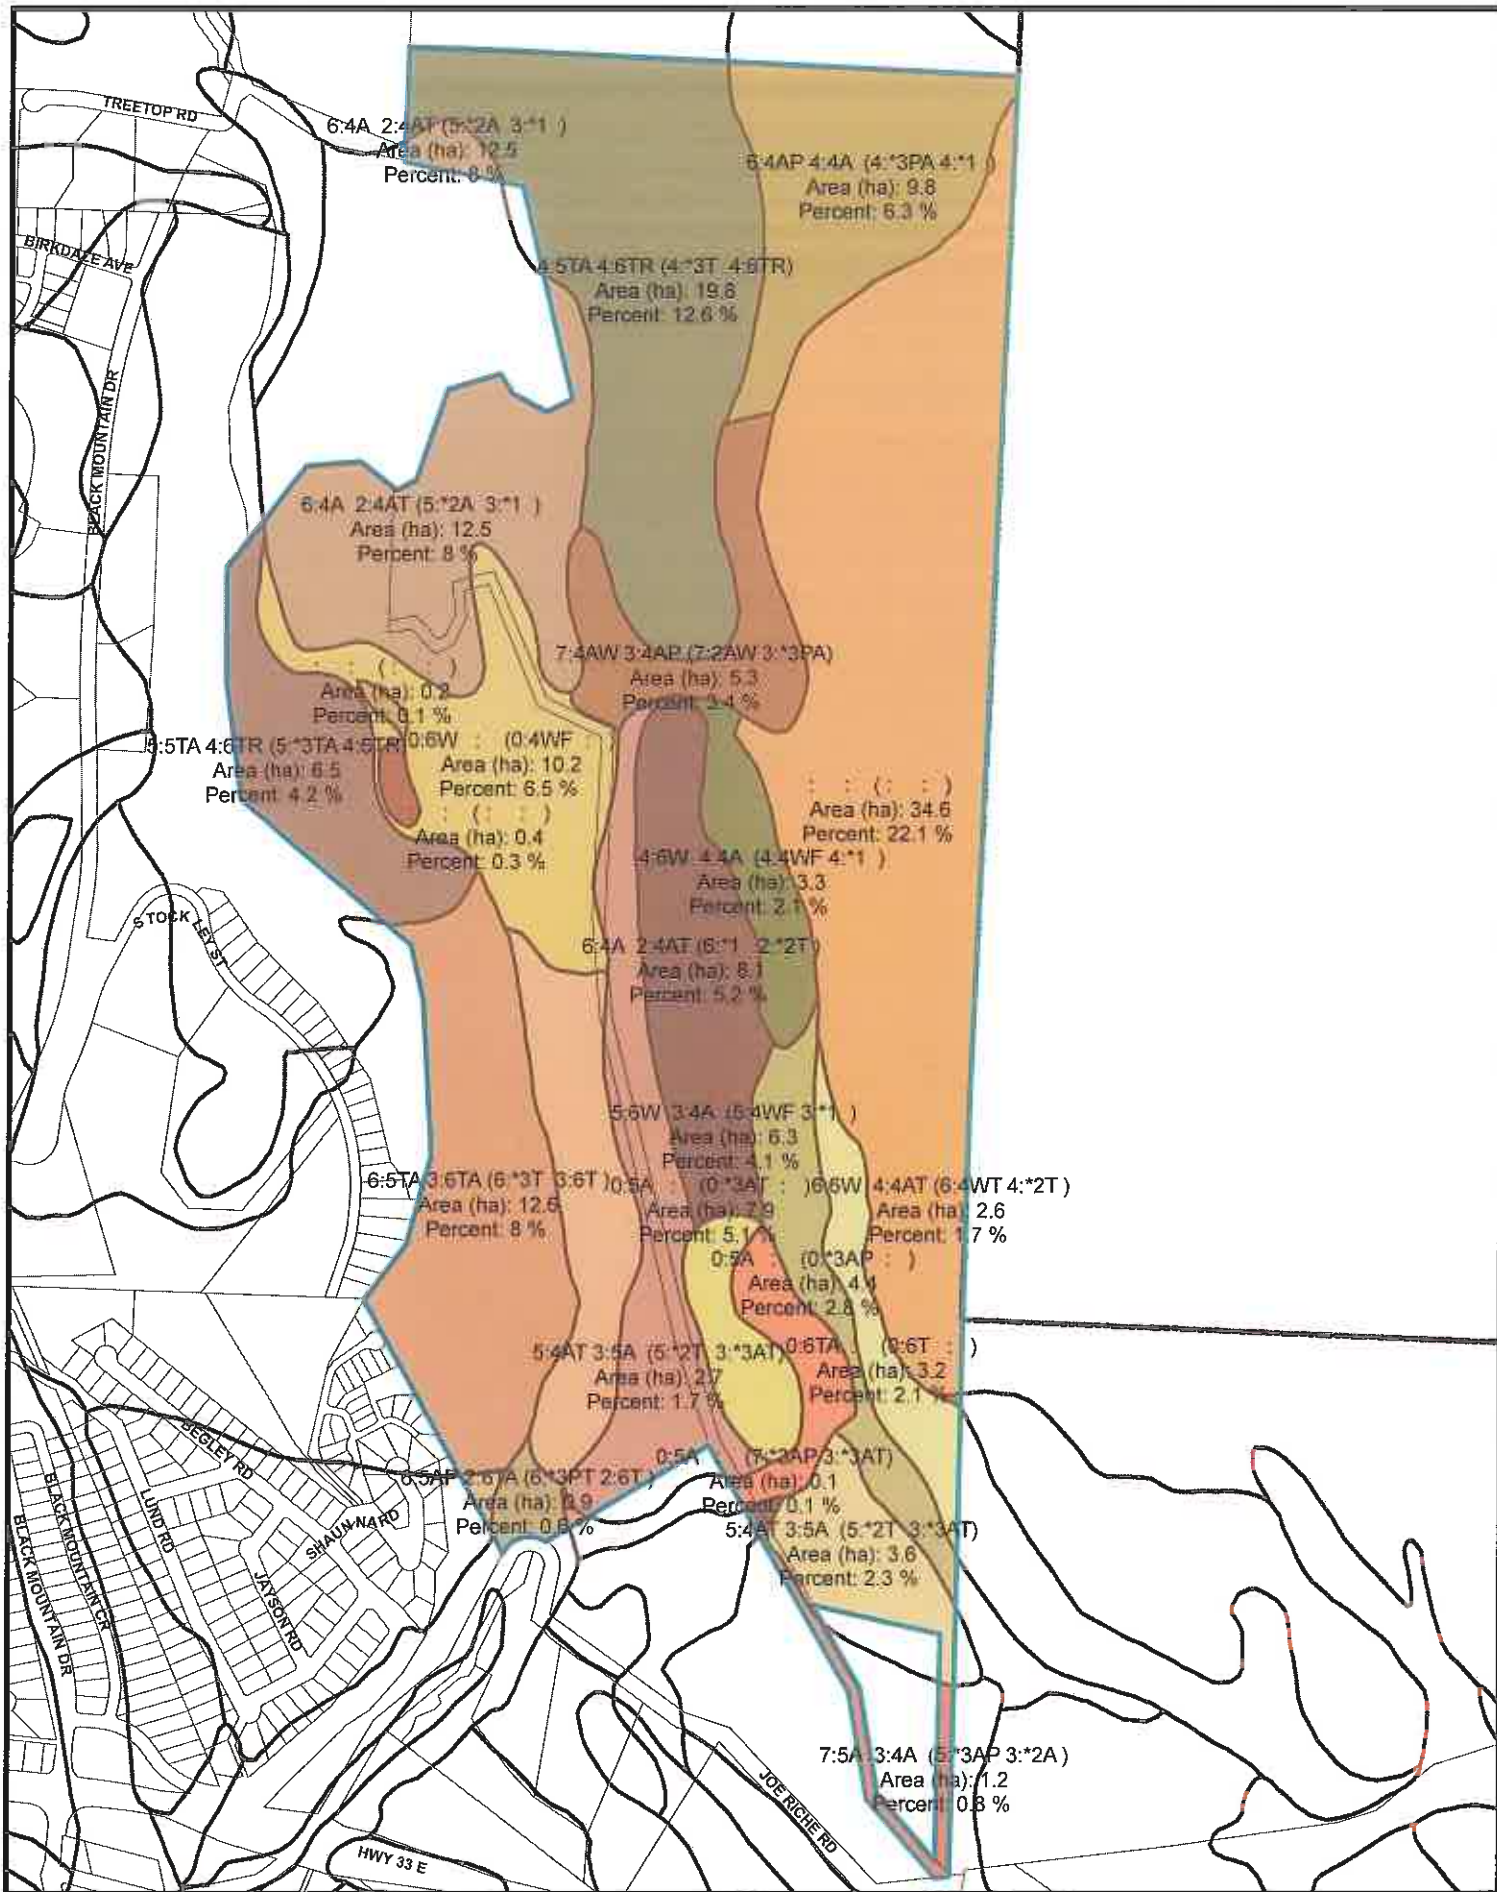 TREETOP RD
6:4A 2:4AT (5:*2A 3:*1 )
Area (ha): 12.5
Percent: 8 %
6:4AP 4:4A (4:*3PA 4:*1 )
Area (ha): 9.8
Percent: 6.3 %
BIRKDALE AVE
4:5TA 4:6TR (4:*3T 4:6TR)
Area (ha): 19.8
Percent: 12.6 %
BLACK MOUNTAIN DR
6:4A 2:4AT (5:*2A 3:*1 )
Area (ha): 12.5
Percent: 8 %
7:4AW 3:4AP (7:2AW 3:*3PA)
Area (ha): 5.3
Percent: 3.4 %
: : (: : )
Area (ha): 0.2
Percent: 0.1 %
5:5TA 4:6TR (5:*3TA 4:5TR)
Area (ha): 6.5
Percent: 4.2 %
0:6W : (0:4WF : )
Area (ha): 10.2
Percent: 6.5 %
: (: : )
Area (ha): 0.4
Percent: 0.3 %
: : (: : )
Area (ha): 34.6
Percent: 22.1 %
4:6W 4:4A (4:4WF 4:*1 )
Area (ha): 3.3
Percent: 2.1 %
STOCKLEY ST
6:4A 2:4AT (6:*1 2:*2T)
Area (ha): 8.1
Percent: 5.2 %
5:6W 3:4A (5:4WF 3:*1 )
Area (ha): 6.3
Percent: 4.1 %
6:5TA 3:6TA (6:*3T 3:6T )
Area (ha): 12.6
Percent: 8 %
0:5A : (0:*3AT : )
Area (ha): 7.9
Percent: 5.1 %
6:6W 4:4AT (6:4WT 4:*2T )
Area (ha): 2.6
Percent: 1.7 %
0:5A : (0:*3AP : )
Area (ha): 4.4
Percent: 2.8 %
5:4AT 3:5A (5:*2T 3:*3AT)
Area (ha): 2.7
Percent: 1.7 %
0:6TA : (0:6T : )
Area (ha): 3.2
Percent: 2.1 %
BEGLEY RD
0:5A : (7:*3AP 3:*3AT)
Area (ha): 0.1
Percent: 0.1 %
6:5AP 2:6TA (6:*3PT 2:6T )
Area (ha): 0.9
Percent: 0.6 %
BLACK MOUNTAIN CR
LUND RD
SHAUNNA RD
BLACK MOUNTAIN DR
JAYSON RD
5:4AT 3:5A (5:*2T 3:*3AT)
Area (ha): 3.6
Percent: 2.3 %
7:5A 3:4A (5:*3AP 3:*2A )
Area (ha): 1.2
Percent: 0.8 %
JOE RICHE RD
HWY 33 E